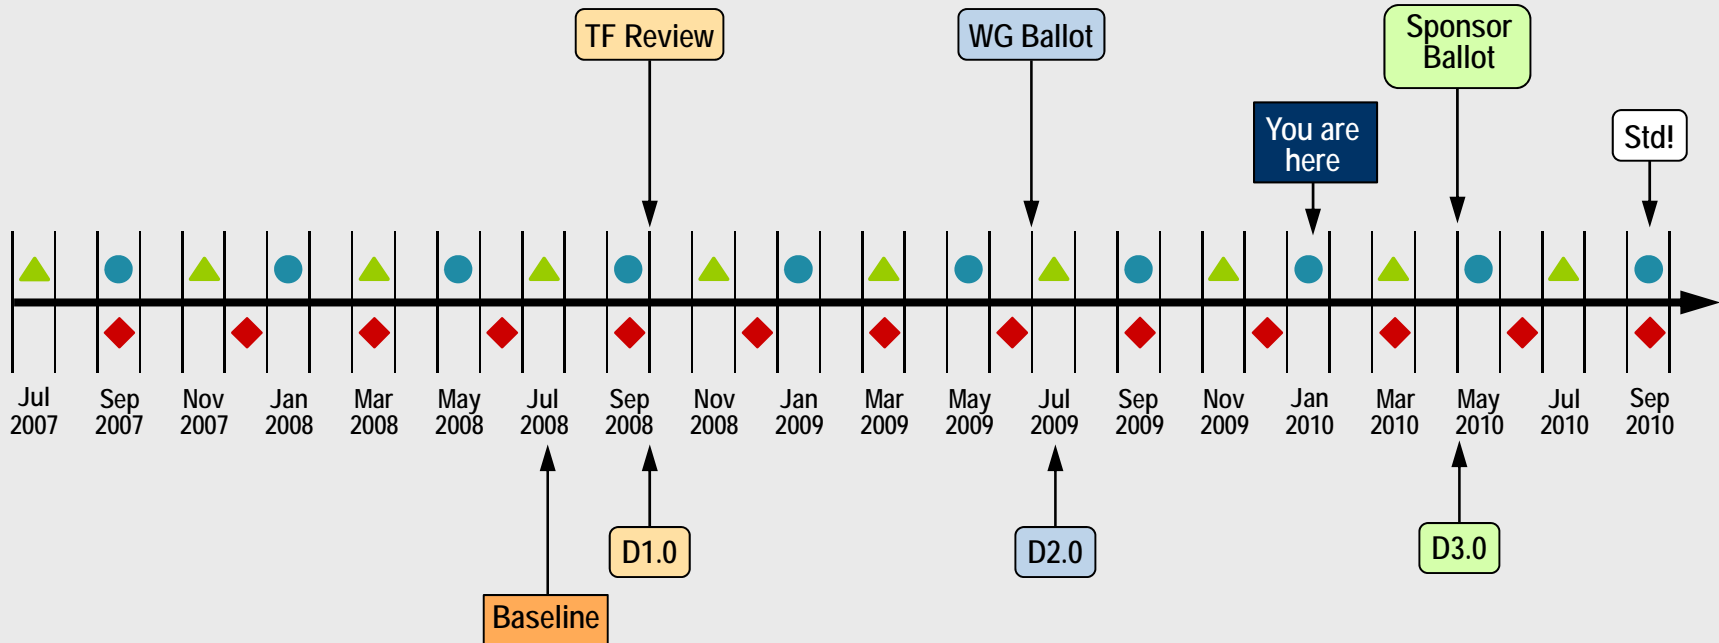 TF Review
WG Ballot
Sponsor
Ballot
You are
here
Std!
Jul
2007
Sep
2007
Nov
2007
Jan
2008
Mar
2008
May
2008
Jul
2008
Sep
2008
Nov
2008
Jan
2009
Mar
2009
May
2009
Jul
2009
Sep
2009
Nov
2009
Jan
2010
Mar
2010
May
2010
Jul
2010
Sep
2010
D1.0
D2.0
D3.0
Baseline